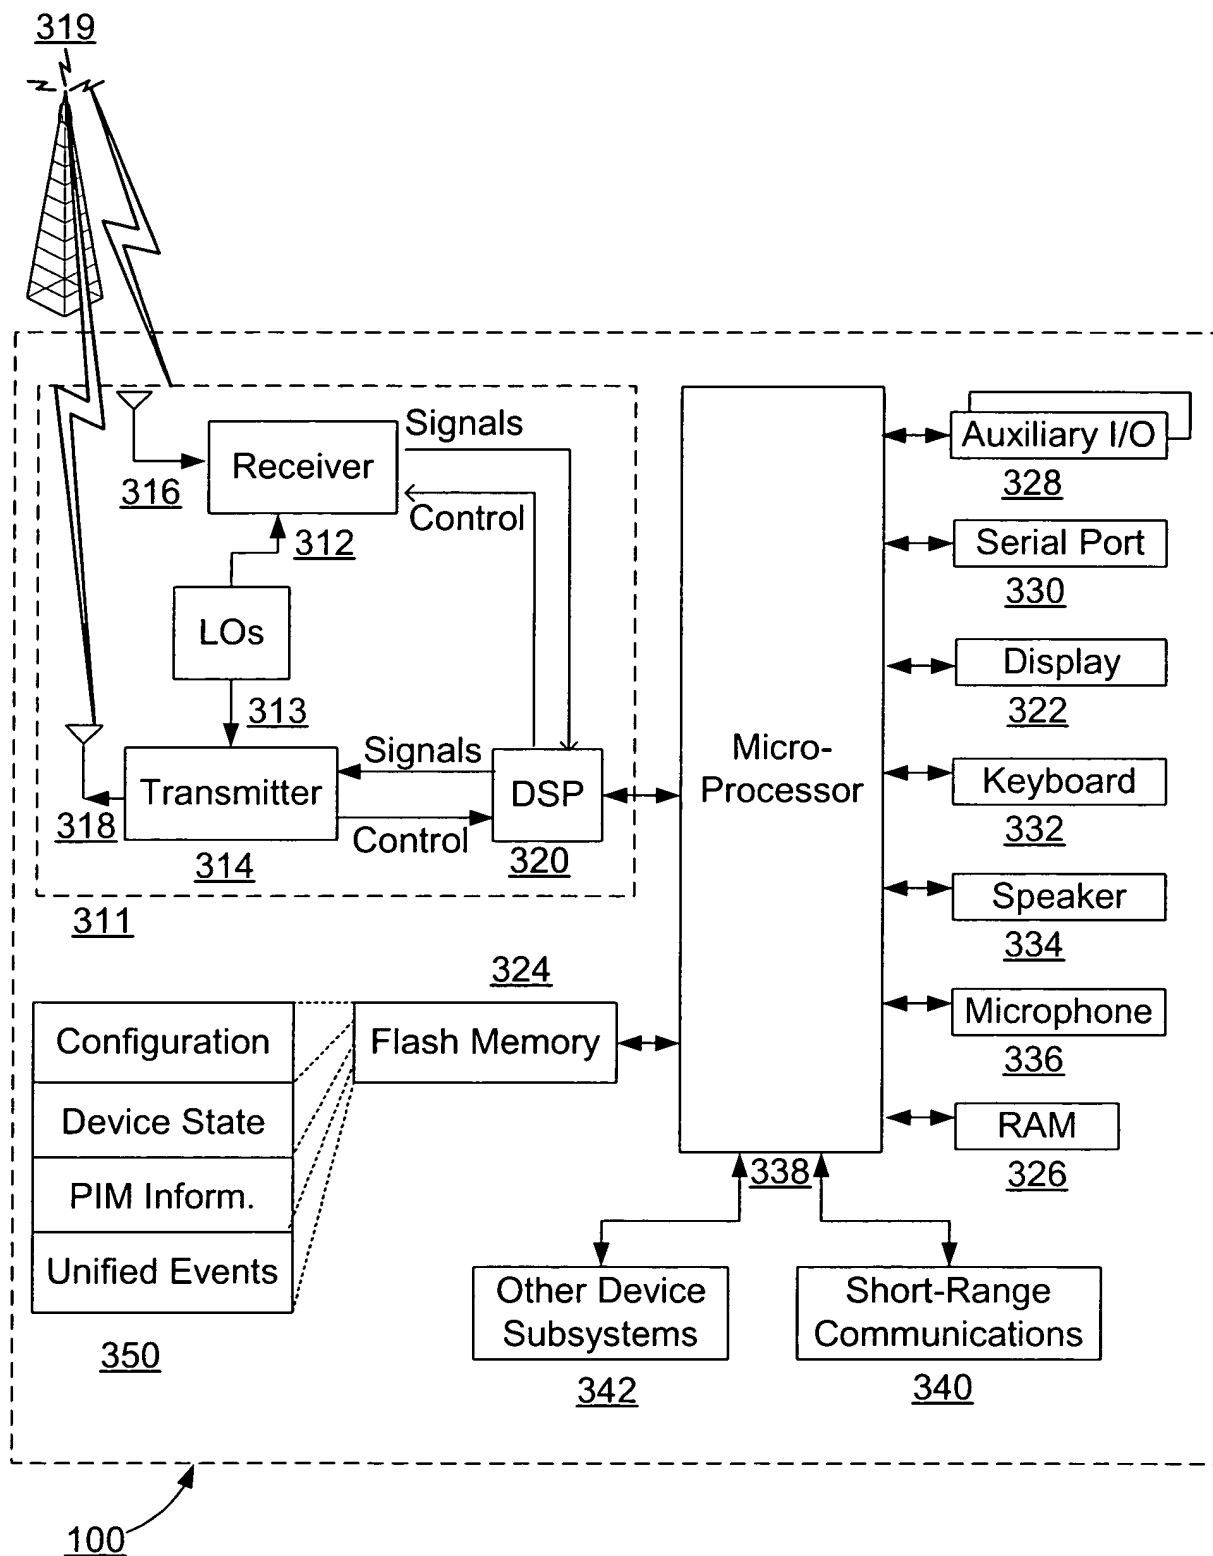 319
Signals
Receiver
316
Control
312
LOs
313
Signals
Transmitter
DSP
318
Control
314
320
311
Micro-
Processor
338
Auxiliary I/O
328
Serial Port
330
Display
322
Keyboard
332
Speaker
334
Microphone
336
RAM
326
324
Flash Memory
Configuration
Device State
PIM Inform.
Unified Events
350
Other Device
Subsystems
342
Short-Range
Communications
340
100